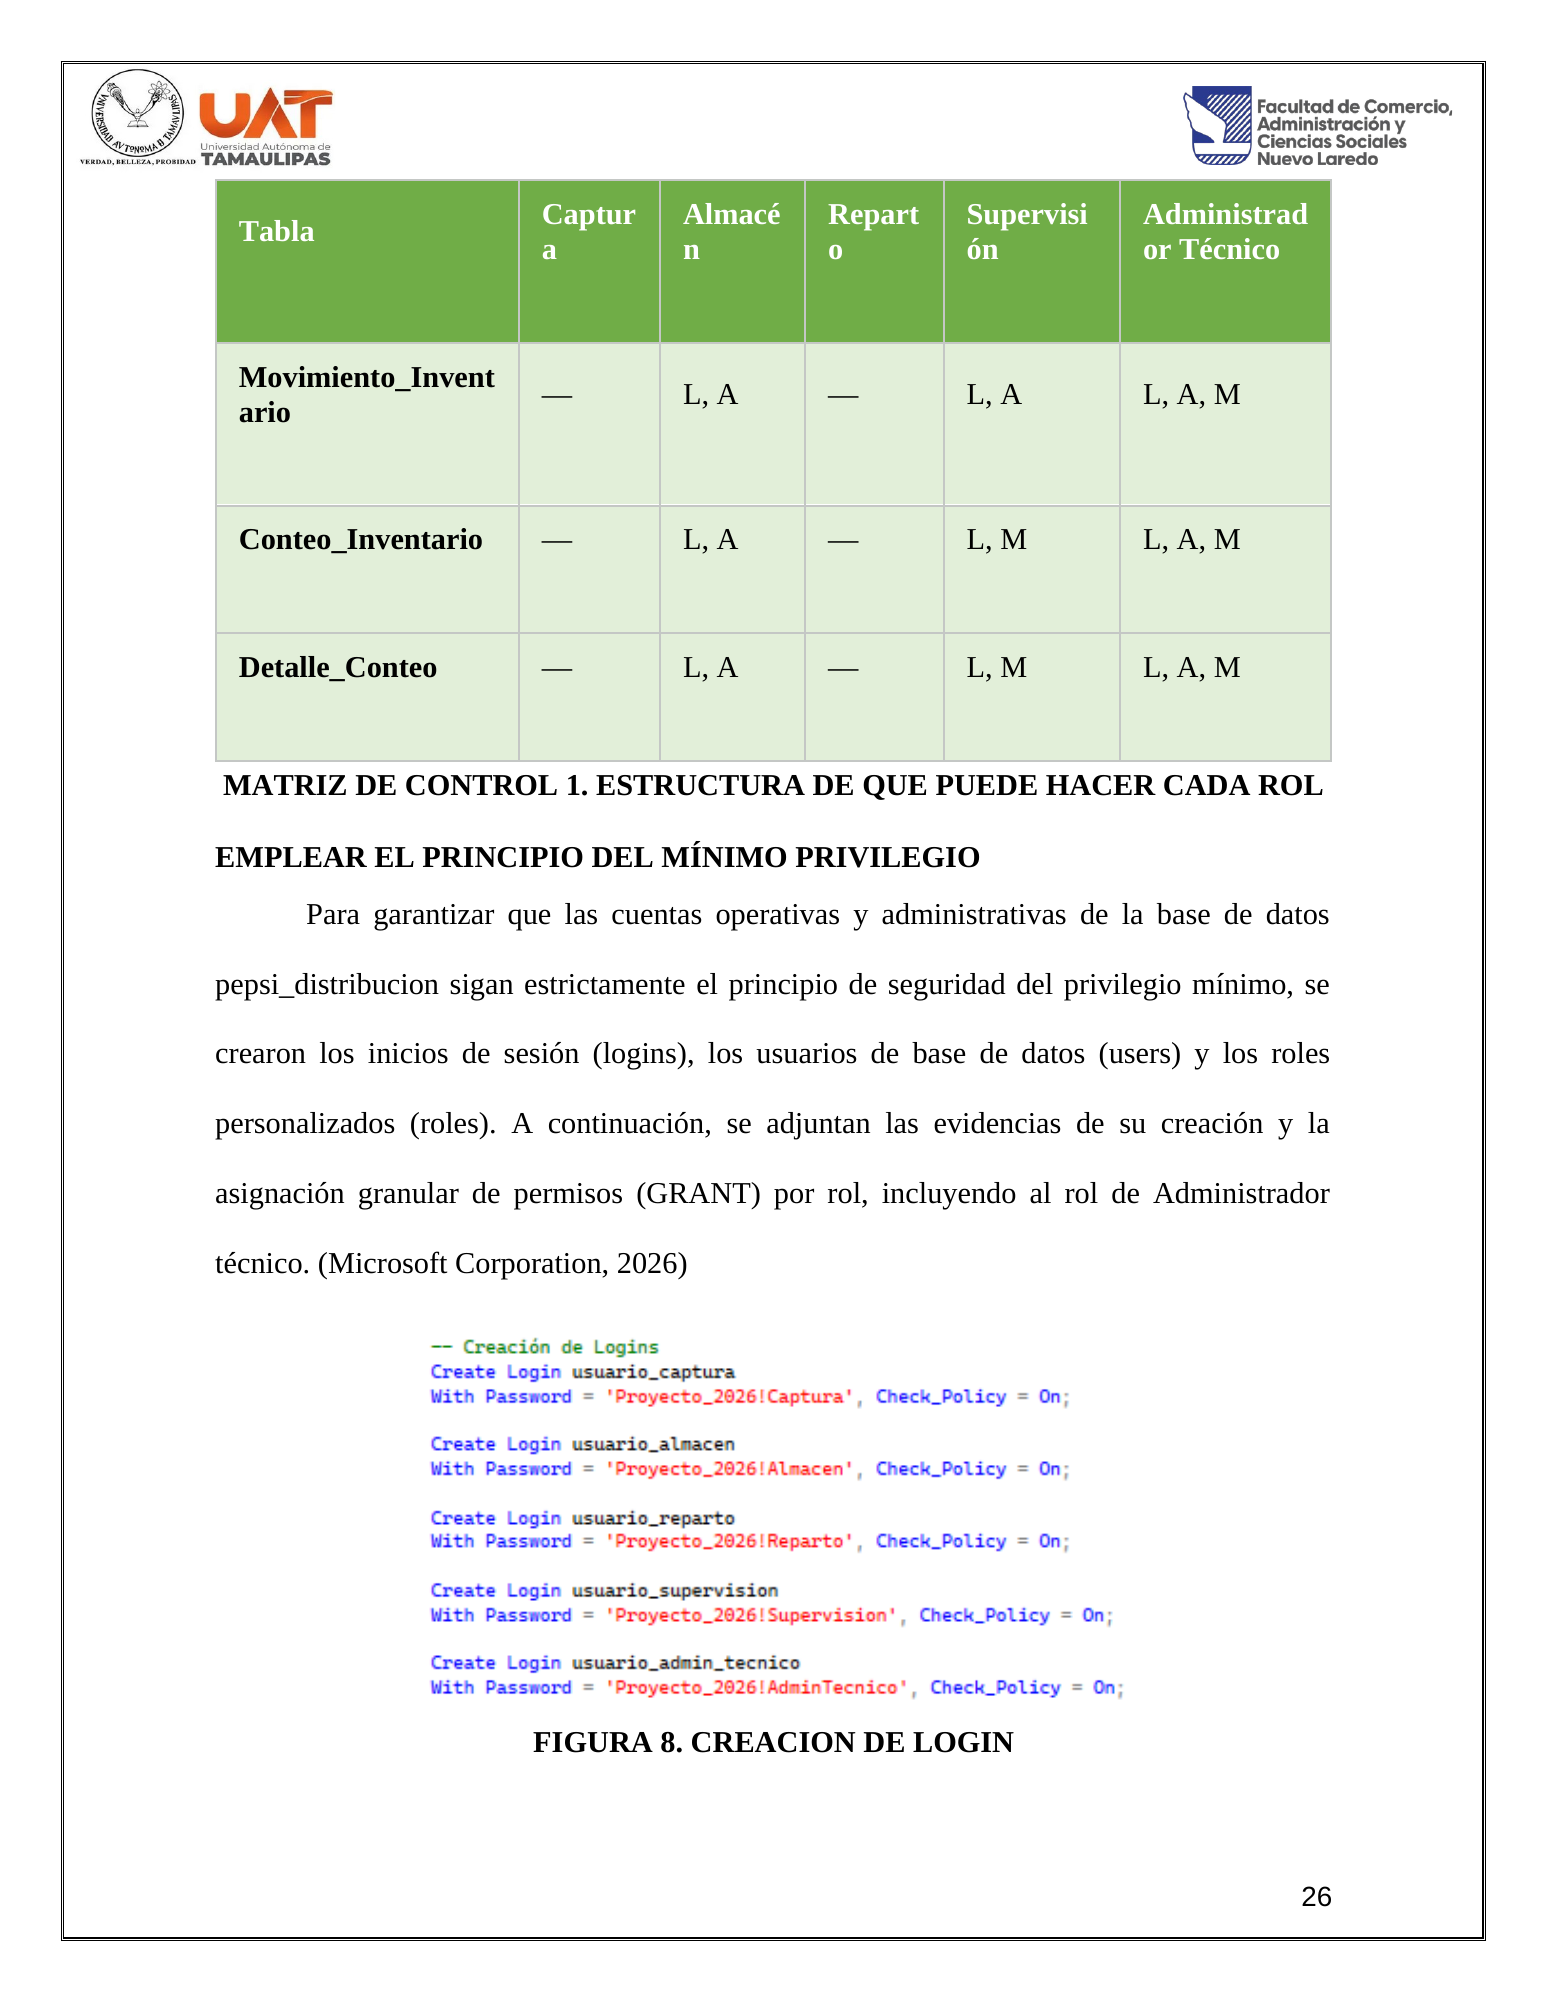 UNIVERSIDAD AVTONOMA D TAMAVLIPAS
VERDAD, BELLEZA, PROBIDAD
UAT
Universidad Autónoma de
TAMAULIPAS
Facultad de Comercio,
Administración y
Ciencias Sociales
Nuevo Laredo
Tabla Captur Almacé Repart Supervisi Administrad
a n o ón or Técnico
Movimiento_Invent — L, A — L, A L, A, M
ario
Conteo_Inventario — L, A — L, M L, A, M
Detalle_Conteo — L, A — L, M L, A, M
MATRIZ DE CONTROL 1. ESTRUCTURA DE QUE PUEDE HACER CADA ROL
EMPLEAR EL PRINCIPIO DEL MÍNIMO PRIVILEGIO
Para garantizar que las cuentas operativas y administrativas de la base de datos
pepsi_distribucion sigan estrictamente el principio de seguridad del privilegio mínimo, se
crearon los inicios de sesión (logins), los usuarios de base de datos (users) y los roles
personalizados (roles). A continuación, se adjuntan las evidencias de su creación y la
asignación granular de permisos (GRANT) por rol, incluyendo al rol de Administrador
técnico. (Microsoft Corporation, 2026)
-- Creación de Logins
Create Login usuario_captura
With Password = 'Proyecto_2026!Captura', Check_Policy = On;
Create Login usuario_almacen
With Password = 'Proyecto_2026!Almacen', Check_Policy = On;
Create Login usuario_reparto
With Password = 'Proyecto_2026!Reparto', Check_Policy = On;
Create Login usuario_supervision
With Password = 'Proyecto_2026!Supervision', Check_Policy = On;
Create Login usuario_admin_tecnico
With Password = 'Proyecto_2026!AdminTecnico', Check_Policy = On;
FIGURA 8. CREACION DE LOGIN
26